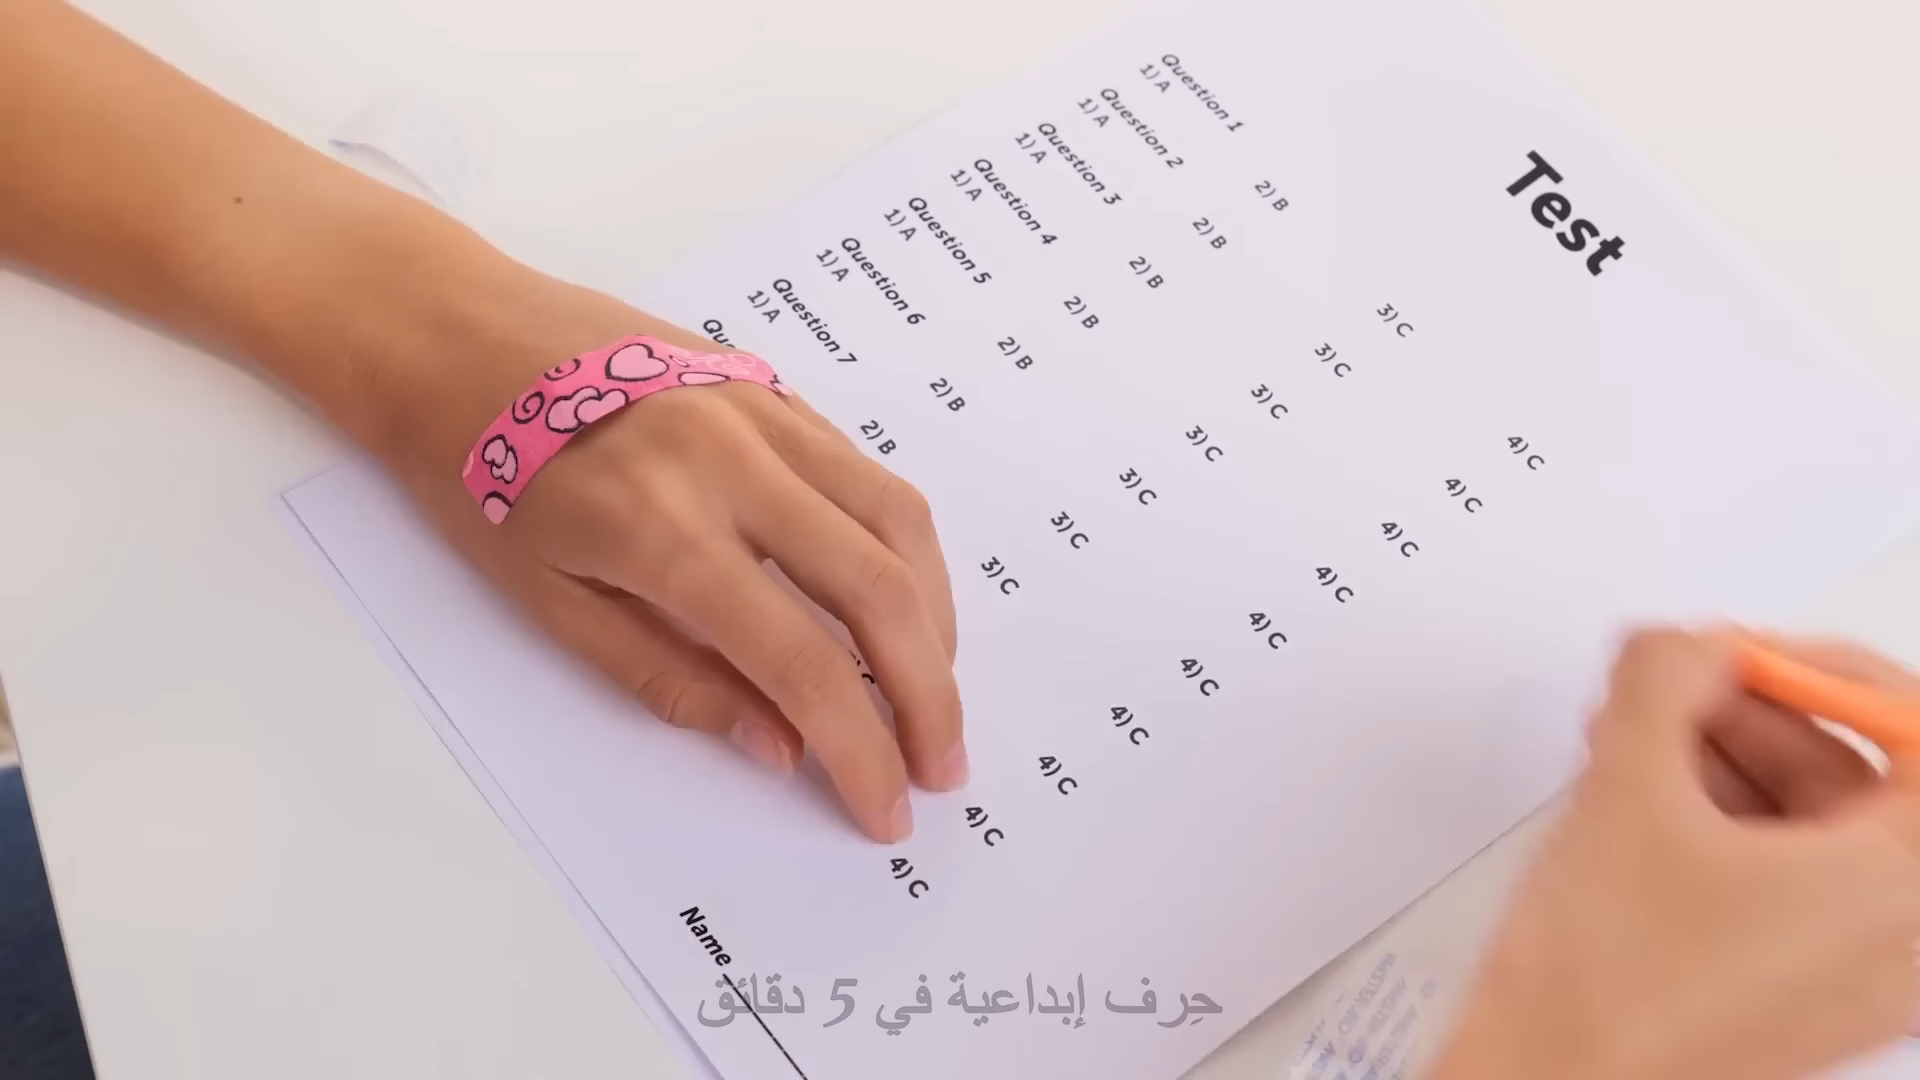 Test
Question 1
1) A 2) B 3) C 4) C
Question 2
1) A 2) B 3) C 4) C
Question 3
1) A 2) B 3) C 4) C
Question 4
1) A 2) B 3) C 4) C
Question 5
1) A 2) B 3) C 4) C
Question 6
1) A 2) B 3) C 4) C
Question 7
1) A 2) B 3) C 4) C
4) C
4) C
Name
حِرف إبداعية في 5 دقائق